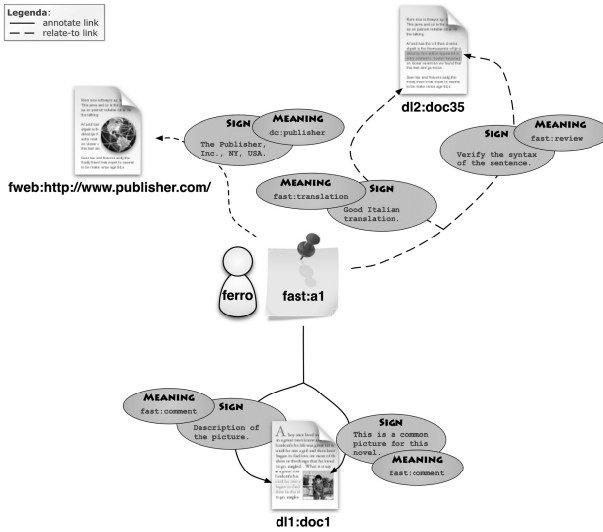 Legenda:
annotate link
relate-to link
dl2:doc35
SIGN
MEANING
dc:publisher
The Publisher,
Inc., NY, USA.
fweb:http://www.publisher.com/
SIGN
MEANING
fast:review
Verify the syntax
of the sentence.
MEANING
fast:translation
SIGN
Good Italian
translation.
ferro
fast:a1
MEANING
fast:comment
SIGN
Dascription of
the picture.
SIGN
This is a common
picture for this
novel.
MEANING
fast:comment
dl1:doc1